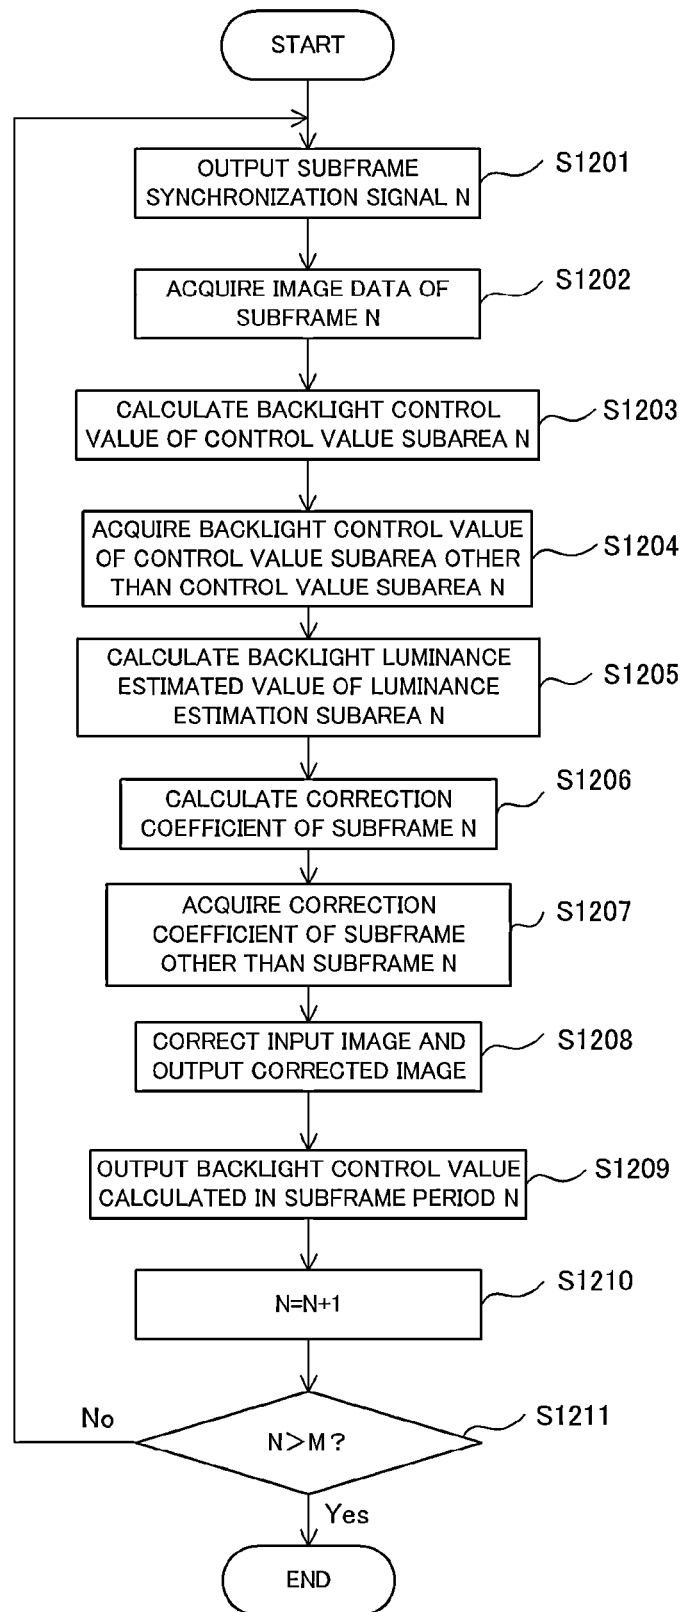 START
OUTPUT SUBFRAME
SYNCHRONIZATION SIGNAL N
S1201
ACQUIRE IMAGE DATA OF
SUBFRAME N
S1202
CALCULATE BACKLIGHT CONTROL
VALUE OF CONTROL VALUE SUBAREA N
S1203
ACQUIRE BACKLIGHT CONTROL VALUE
OF CONTROL VALUE SUBAREA OTHER
THAN CONTROL VALUE SUBAREA N
S1204
CALCULATE BACKLIGHT LUMINANCE
ESTIMATED VALUE OF LUMINANCE
ESTIMATION SUBAREA N
S1205
CALCULATE CORRECTION
COEFFICIENT OF SUBFRAME N
S1206
ACQUIRE CORRECTION
COEFFICIENT OF SUBFRAME
OTHER THAN SUBFRAME N
S1207
CORRECT INPUT IMAGE AND
OUTPUT CORRECTED IMAGE
S1208
OUTPUT BACKLIGHT CONTROL VALUE
CALCULATED IN SUBFRAME PERIOD N
S1209
N=N+1
S1210
No
N>M?
S1211
Yes
END